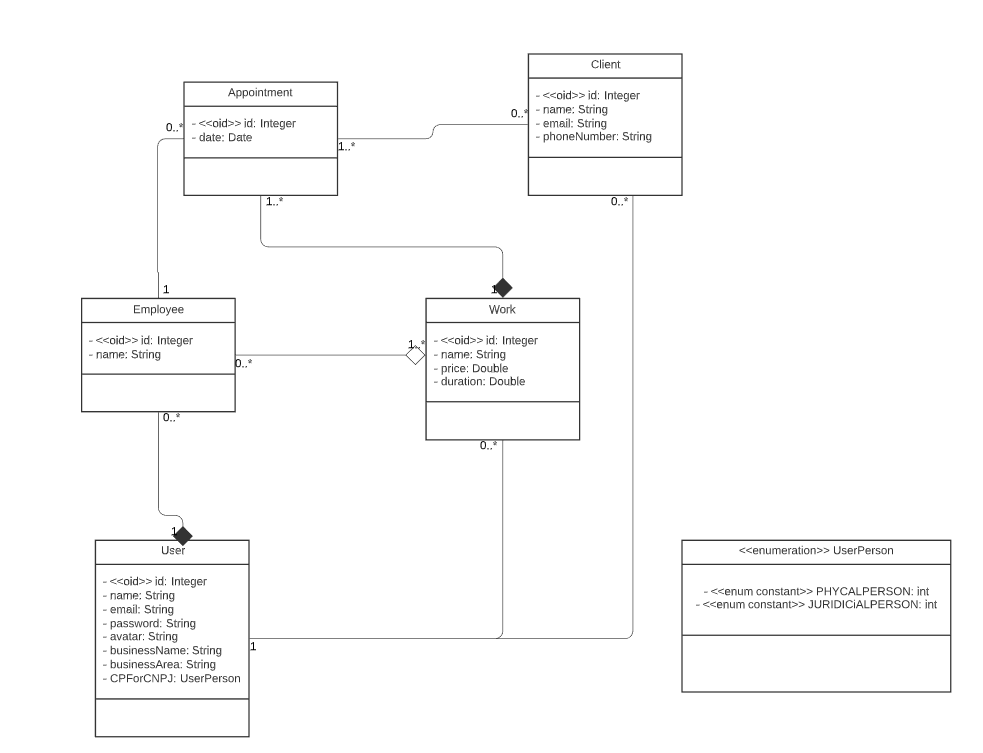 Client
- <<oid>> id: Integer
- name: String
- email: String
- phoneNumber: String
0..*
0..*
Appointment
- <<oid>> id: Integer
- date: Date
0..*
1..*
1..*
1
1
Employee
- <<oid>> id: Integer
- name: String
0..*
0..*
1..*
Work
- <<oid>> id: Integer
- name: String
- price: Double
- duration: Double
0..*
1
User
- <<oid>> id: Integer
- name: String
- email: String
- password: String
- avatar: String
- businessName: String
- businessArea: String
- CPForCNPJ: UserPerson
1
<<enumeration>> UserPerson
- <<enum constant>> PHYCALPERSON: int
- <<enum constant>> JURIDICiALPERSON: int